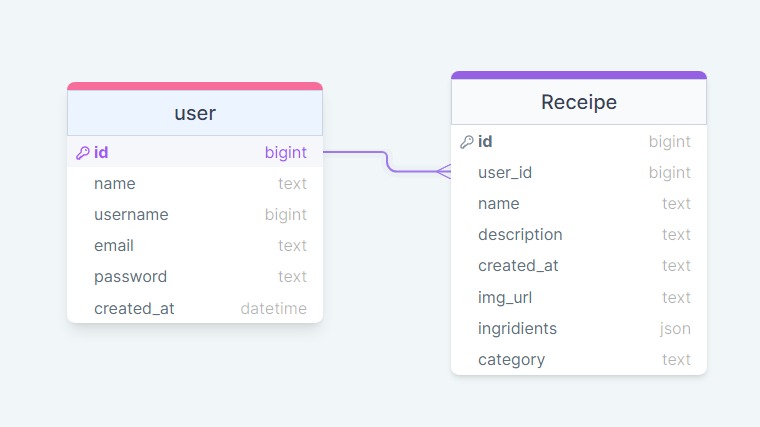 user
id bigint
name text
username bigint
email text
password text
created_at datetime
Receipe
id bigint
user_id bigint
name text
description text
created_at text
img_url text
ingridients json
category text